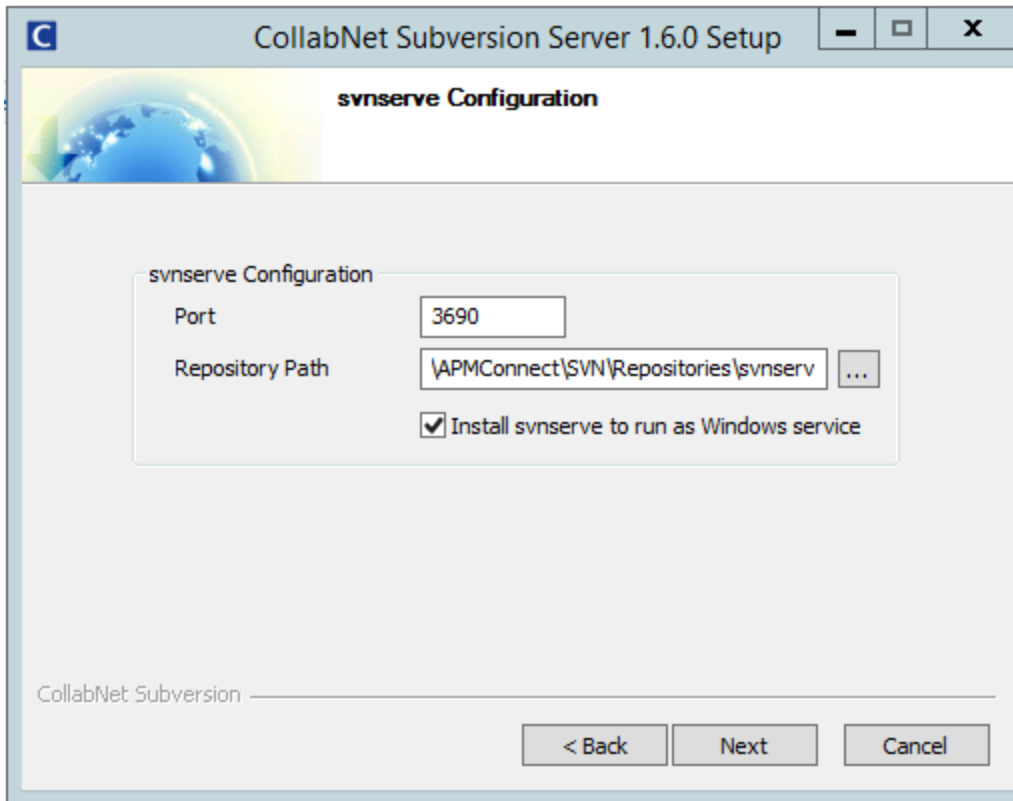 C
CollabNet Subversion Server 1.6.0 Setup
svnserve Configuration
svnserve Configuration
Port
3690
Repository Path
\APMConnect\SVN\Repositories\svnserv
...
Install svnserve to run as Windows service
CollabNet Subversion
< Back
Next
Cancel